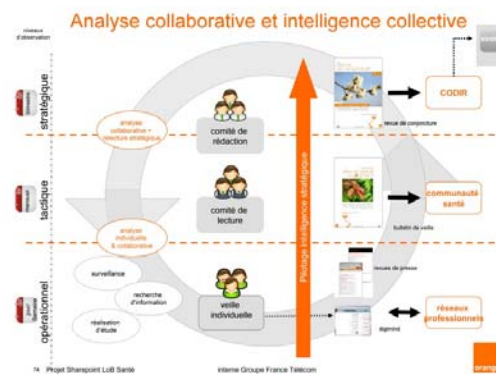 Analyse collaborative et intelligence collective
niveaux
d'observation
stratégique
tactique
opérationnel
analyse
collaborative +
relecture stratégique
comité de
rédaction
comité de
lecture
analyse
individuelle
& collaborative
surveillance
recherche
d'information
réalisation
d'étude
veille
individuelle
Pilotage intelligence stratégique
CODIR
revue de conjoncture
communauté
santé
bulletin de veille
revues de presse
réseaux
professionnels
74 Projet Sharepoint LoB Santé
interne Groupe France Télécom
orange